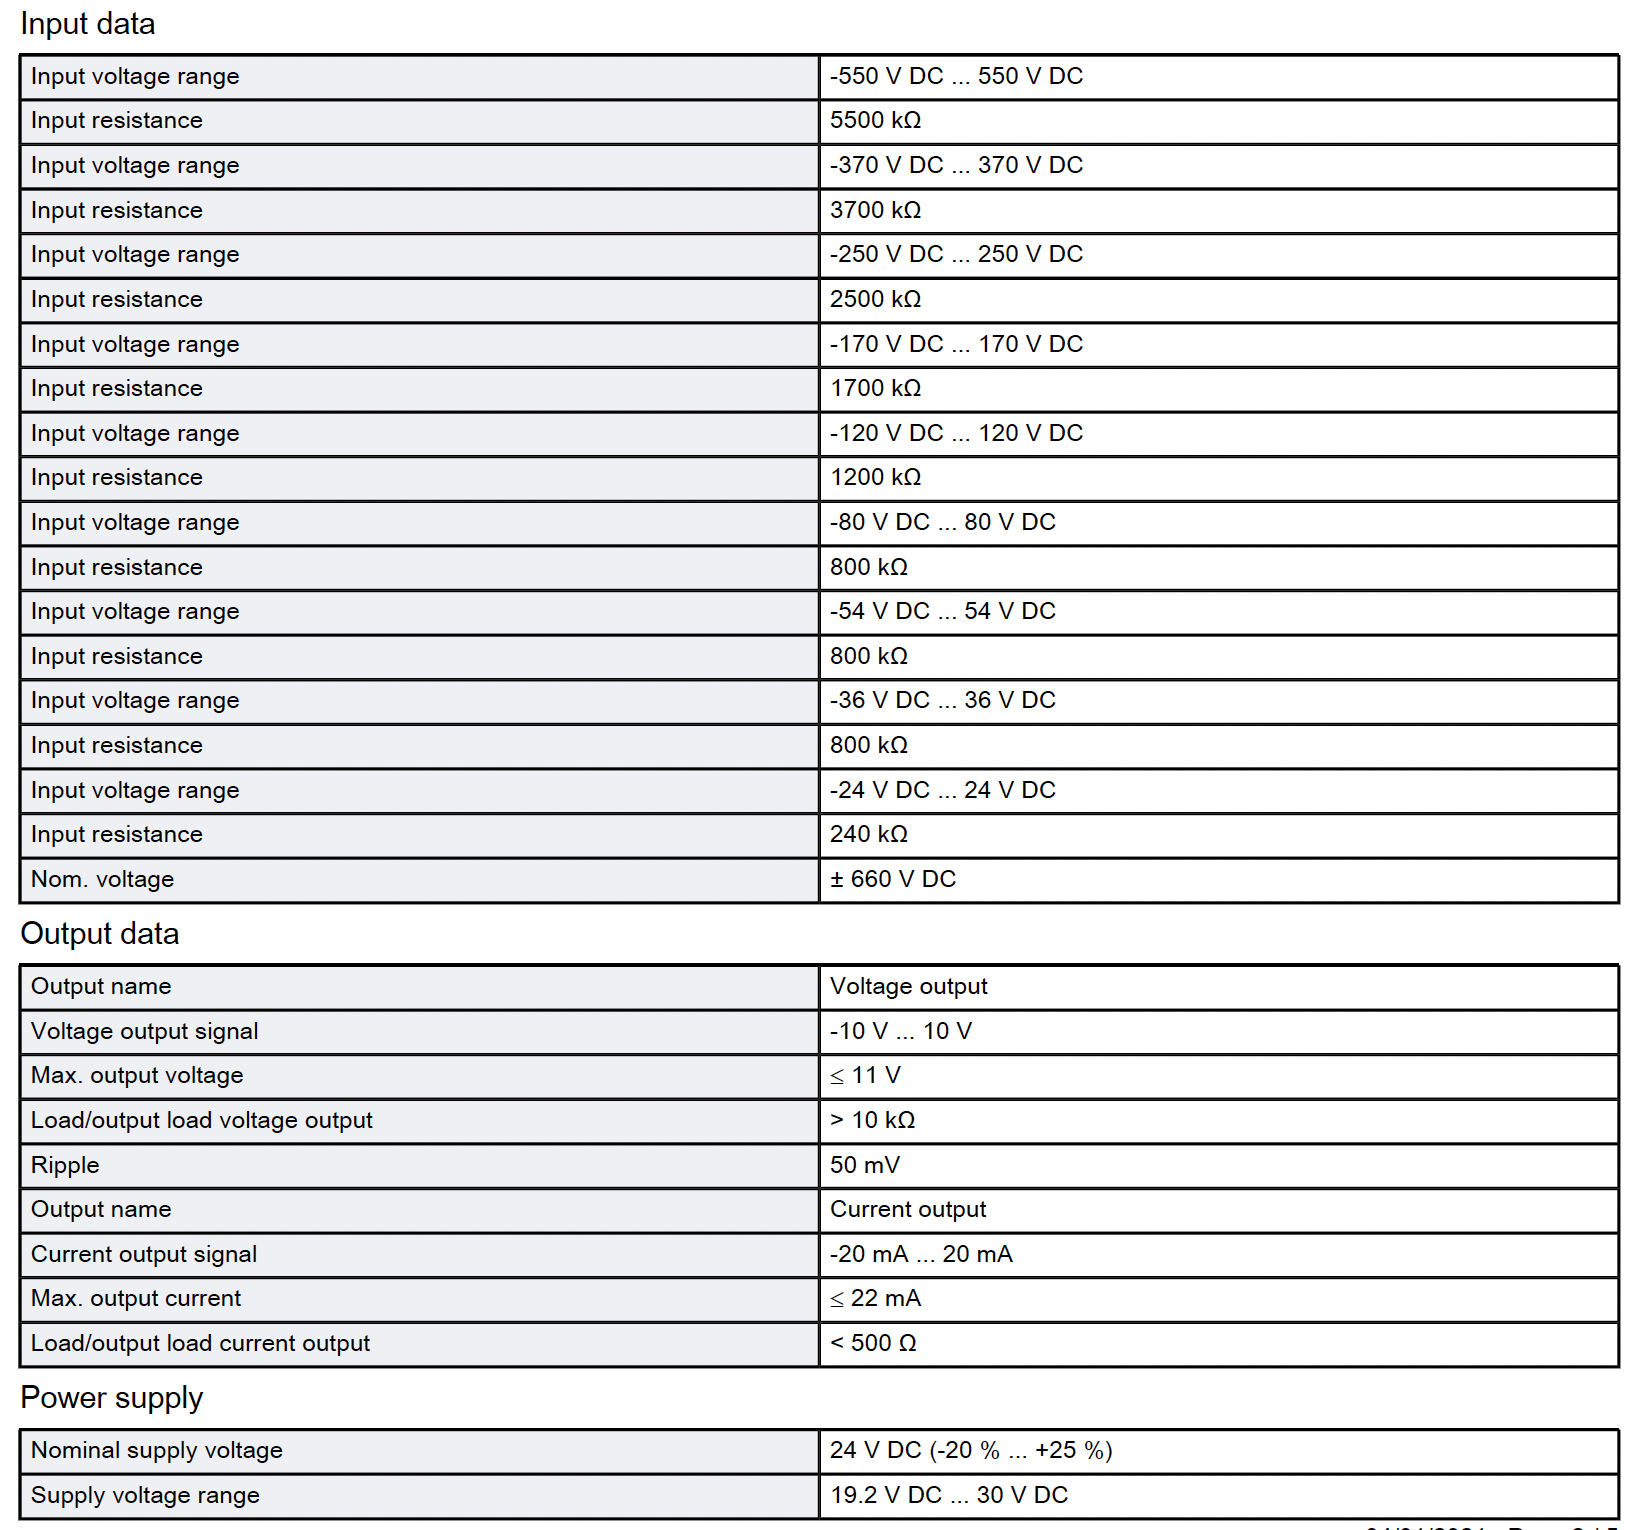 Input data
Input voltage range -550 V DC ... 550 V DC
Input resistance 5500 kΩ
Input voltage range -370 V DC ... 370 V DC
Input resistance 3700 kΩ
Input voltage range -250 V DC ... 250 V DC
Input resistance 2500 kΩ
Input voltage range -170 V DC ... 170 V DC
Input resistance 1700 kΩ
Input voltage range -120 V DC ... 120 V DC
Input resistance 1200 kΩ
Input voltage range -80 V DC ... 80 V DC
Input resistance 800 kΩ
Input voltage range -54 V DC ... 54 V DC
Input resistance 800 kΩ
Input voltage range -36 V DC ... 36 V DC
Input resistance 800 kΩ
Input voltage range -24 V DC ... 24 V DC
Input resistance 240 kΩ
Nom. voltage ± 660 V DC
Output data
Output name Voltage output
Voltage output signal -10 V ... 10 V
Max. output voltage ≤ 11 V
Load/output load voltage output > 10 kΩ
Ripple 50 mV
Output name Current output
Current output signal -20 mA ... 20 mA
Max. output current ≤ 22 mA
Load/output load current output < 500 Ω
Power supply
Nominal supply voltage 24 V DC (-20 % ... +25 %)
Supply voltage range 19.2 V DC ... 30 V DC